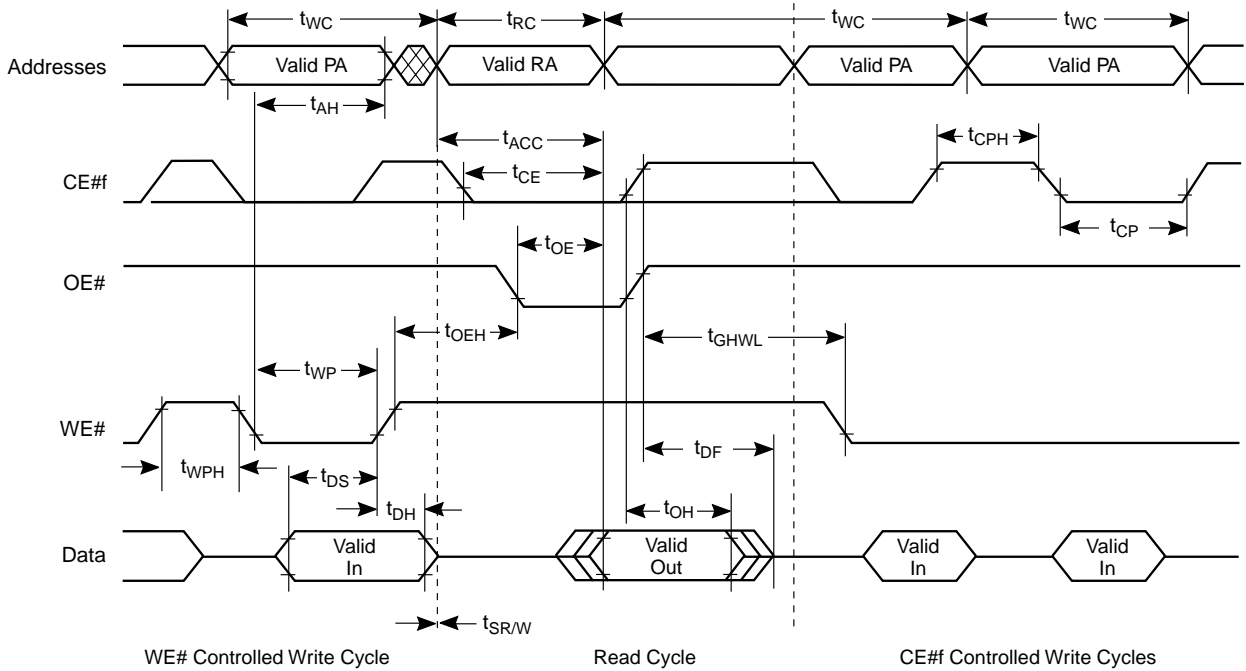 tWC tRC tWC tWC
Addresses Valid PA Valid RA Valid PA Valid PA
tAH
tACC tCPH
CE#f tCE
tCP
tOE
OE#
tOEH tGHWL
tWP
WE#
tDF
tWPH tDS
tDH tOH
Data Valid In Valid Out Valid In Valid In
tSR/W
WE# Controlled Write Cycle Read Cycle CE#f Controlled Write Cycles